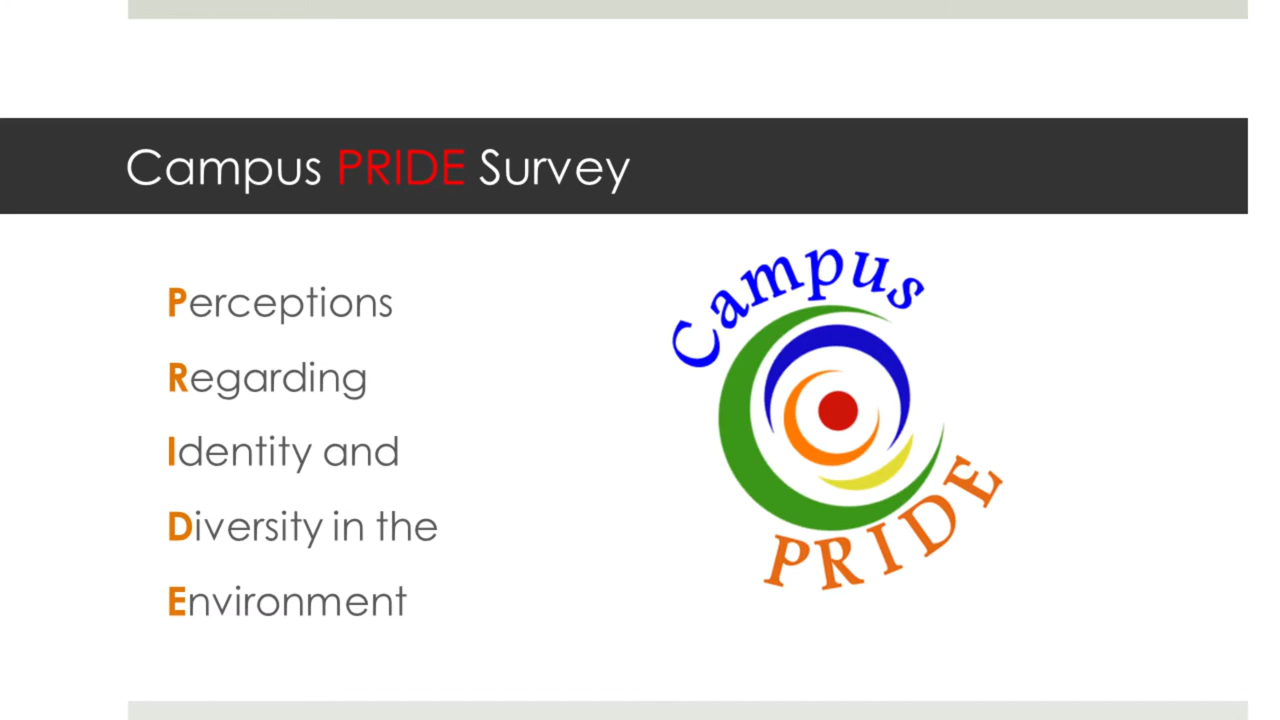 Campus PRIDE Survey
Perceptions
Regarding
Identity and
Diversity in the
Environment
Campus
PRIDE